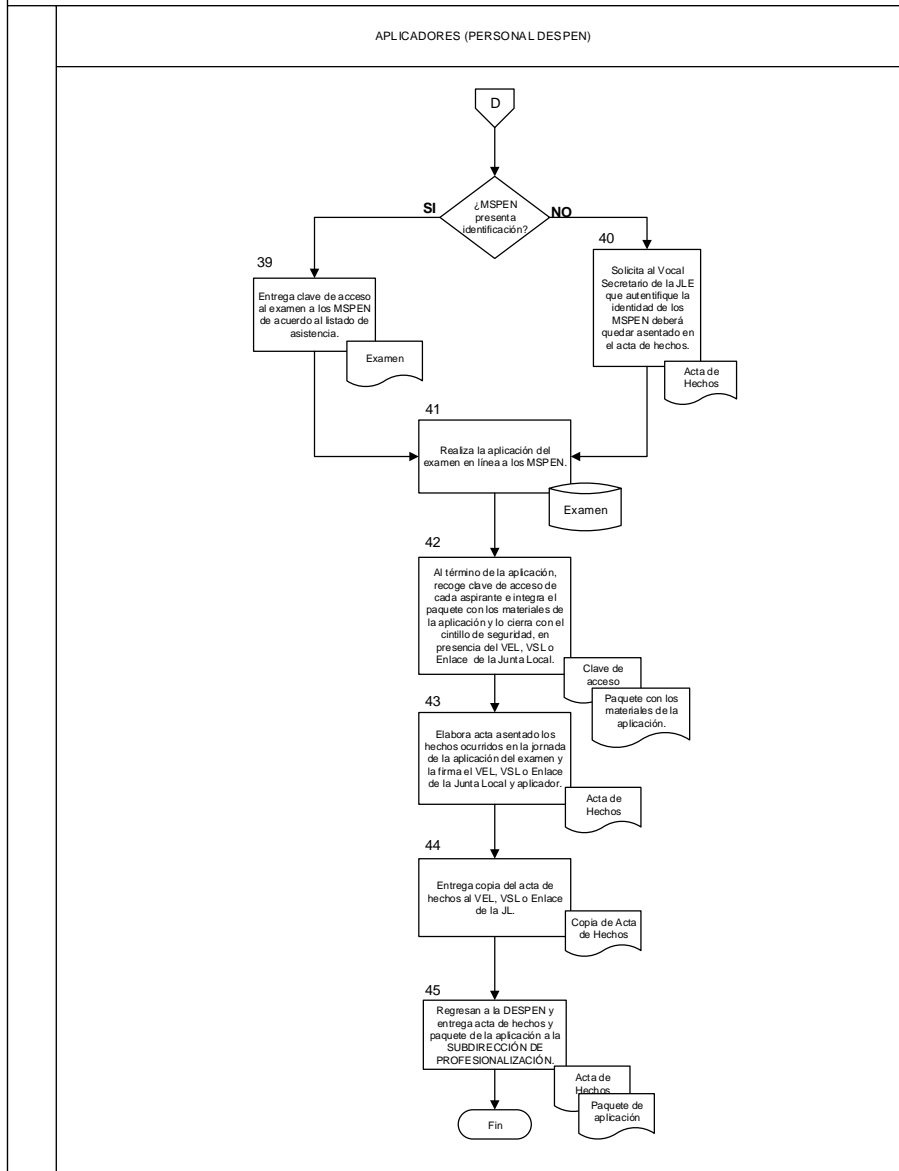 APLICADORES (PERSONAL DESPEN)
D
¿MSPEN
presenta
identificación?
SI
NO
39
Entrega clave de acceso
al examen a los MSPEN
de acuerdo al listado de
asistencia.
Examen
40
Solicita al Vocal
Secretario de la JLE
que autentifique la
identidad de los
MSPEN deberá
quedar asentado en
el acta de hechos.
Acta de
Hechos
41
Realiza la aplicación del
examen en línea a los MSPEN.
Examen
42
Al término de la aplicación,
recoge clave de acceso de
cada aspirante e integra el
paquete con los materiales de
la aplicación y lo cierra con el
cintillo de seguridad, en
presencia del VEL, VSL o
Enlace de la Junta Local.
Clave de
acceso
Paquete con los
materiales de la
aplicación.
43
Elabora acta asentado los
hechos ocurridos en la jornada
de la aplicación del examen y
la firma el VEL, VSL o Enlace
de la Junta Local y aplicador.
Acta de
Hechos
44
Entrega copia del acta de
hechos al VEL, VSL o Enlace
de la JL.
Copia de Acta
de Hechos
45
Regresan a la DESPEN y
entrega acta de hechos y
paquete de la aplicación a la
SUBDIRECCIÓN DE
PROFESIONALIZACIÓN.
Acta de
Hechos
Paquete de
aplicación
Fin